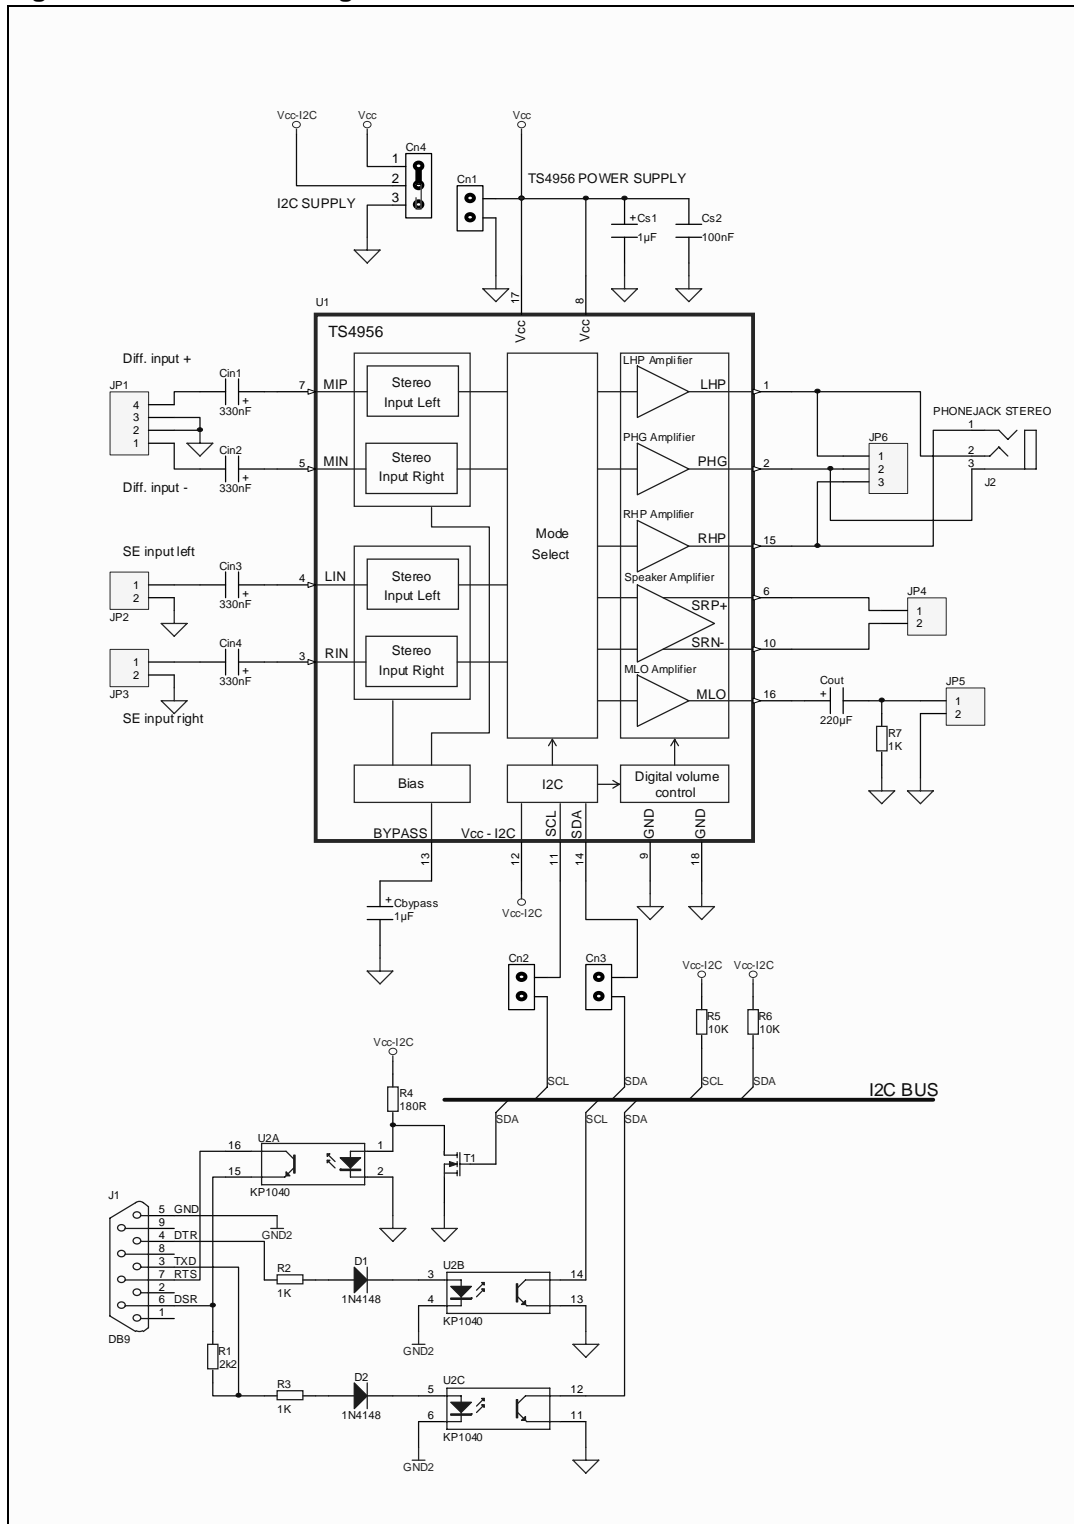 Vcc-I2C
Vcc
Vcc
Cn4
1
2
3
I2C SUPPLY
Cn1
TS4956 POWER SUPPLY
+Cs1
1µF
Cs2
100nF
U1
17
8
TS4956
Vcc
Vcc
Diff. input +
JP1
4
3
2
1
Cin1
+
330nF
7
MIP
Stereo
Input Left
Cin2
+
330nF
5
MIN
Stereo
Input Right
Diff. input -
SE input left
1
2
JP2
Cin3
+
330nF
4
LIN
Stereo
Input Left
1
2
JP3
Cin4
+
330nF
3
RIN
Stereo
Input Right
SE input right
Mode
Select
LHP Amplifier
LHP
1
PHG Amplifier
PHG
2
RHP Amplifier
RHP
15
Speaker Amplifier
SRP+
6
SRN-
10
MLO Amplifier
MLO
16
PHONEJACK STEREO
1
2
3
J2
JP6
1
2
3
JP4
1
2
Cout
+
220µF
R7
1K
JP5
1
2
Bias
I2C
Digital volume
control
BYPASS
Vcc - I2C
SCL
SDA
GND
GND
13
12
11
14
9
18
+
Cbypass
1µF
Vcc-I2C
Cn2
Cn3
Vcc-I2C
Vcc-I2C
R5
10K
R6
10K
Vcc-I2C
R4
180R
SCL
SDA
SCL
SDA
I2C BUS
SDA
SCL
SDA
U2A
16
15
1
2
KP1040
T1
J1
5
GND
9
4
DTR
8
3
TXD
7
RTS
2
6
DSR
1
DB9
GND2
R2
1K
D1
1N4148
U2B
3
4
14
13
KP1040
GND2
R1
2k2
R3
1K
D2
1N4148
U2C
5
6
12
11
KP1040
GND2